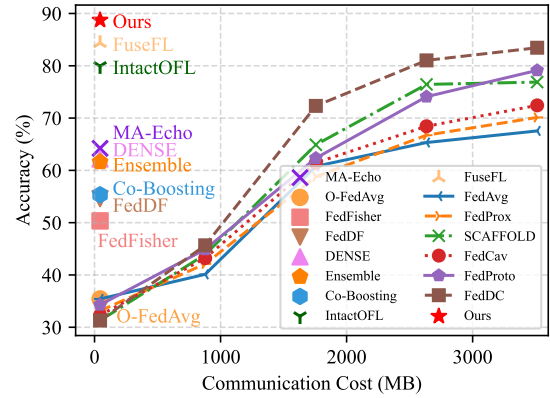 90
80
70
60
50
40
30
Accuracy (%)
Ours
FuseFL
IntactOFL
MA-Echo
DENSE
Ensemble
Co-Boosting
FedDF
FedFisher
O-FedAvg
MA-Echo
O-FedAvg
FedFisher
FedDF
DENSE
Ensemble
Co-Boosting
IntactOFL
FuseFL
FedAvg
FedProx
SCAFFOLD
FedCav
FedProto
FedDC
Ours
0
1000
2000
3000
Communication Cost (MB)